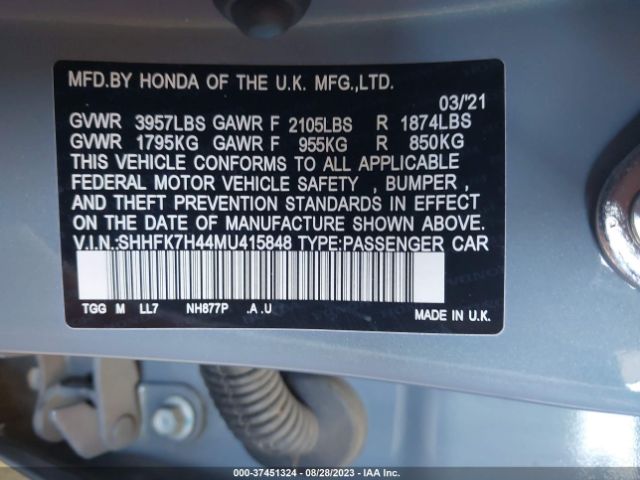 MFD.BY HONDA OF THE U.K. MFG.,LTD.
03/'21
GVWR 3957LBS GAWR F 2105LBS R 1874LBS
GVWR 1795KG GAWR F 955KG R 850KG
THIS VEHICLE CONFORMS TO ALL APPLICABLE
FEDERAL MOTOR VEHICLE SAFETY , BUMPER ,
AND THEFT PREVENTION STANDARDS IN EFFECT
ON THE DATE OF MANUFACTURE SHOWN ABOVE.
V.I.N.:SHHFK7H44MU415848 TYPE:PASSENGER CAR
TGG M LL7 NH877P .A .U
MADE IN U.K.
000-37451324 | 08/28/2023 | IAA Inc.